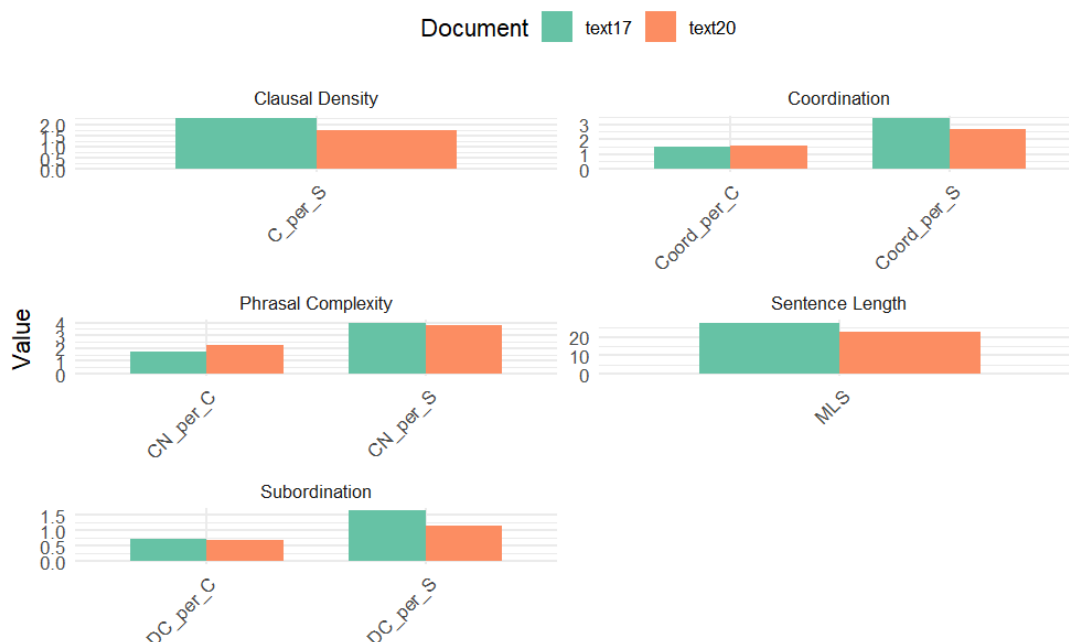 Document text17 text20
Clausal Density
2.0
1.5
1.0
0.5
0.0
C_per_S
Coordination
3
2
1
0
Coord_per_C
Coord_per_S
Value
Phrasal Complexity
4
3
2
1
0
CN_per_C
CN_per_S
Sentence Length
20
10
0
MLS
Subordination
1.5
1.0
0.5
0.0
DC_per_C
DC_per_S